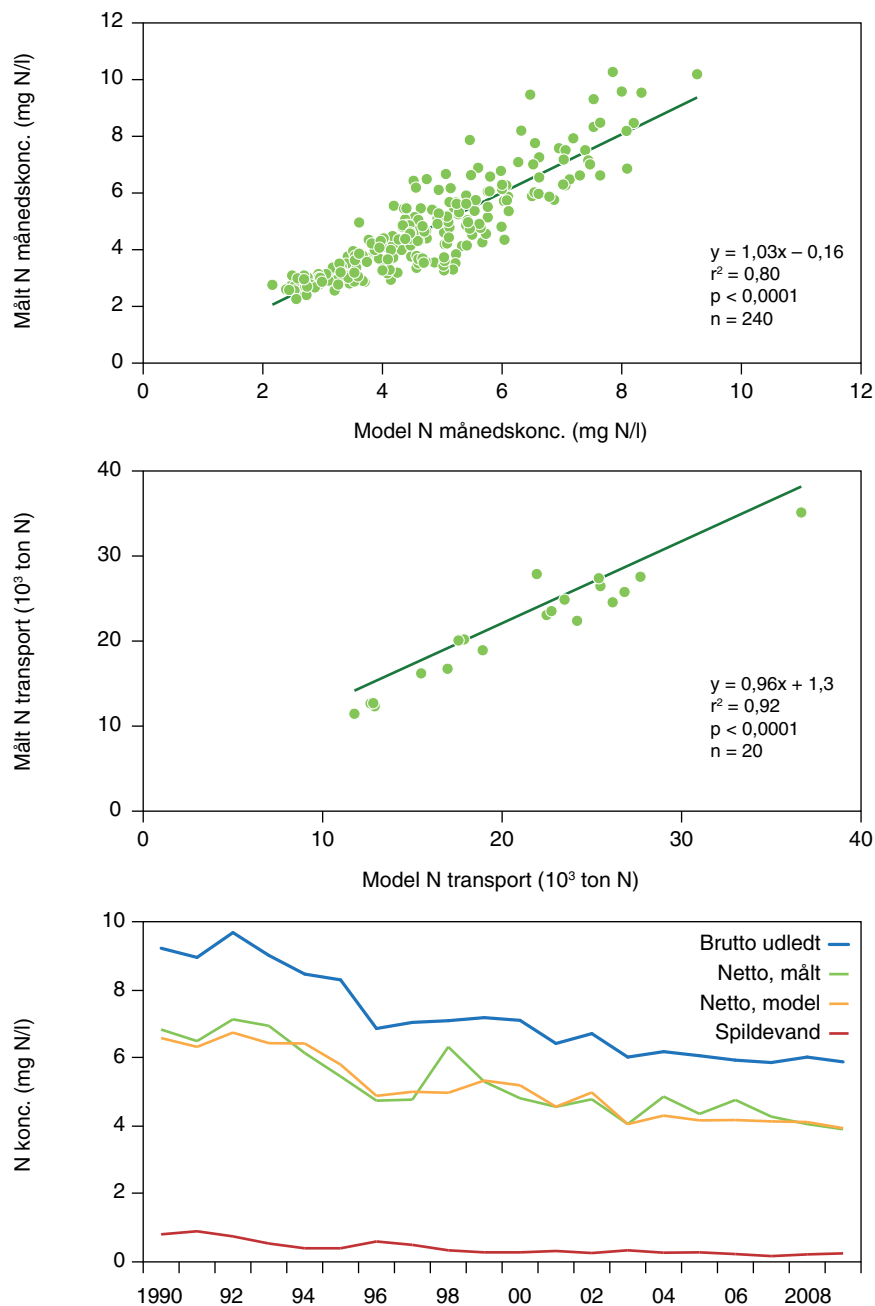 Målt N månedskonc. (mg N/l)
12
10
8
6
4
2
0
y = 1,03x – 0,16
r² = 0,80
p < 0,0001
n = 240
0 2 4 6 8 10 12
Model N månedskonc. (mg N/l)
Målt N transport (10³ ton N)
40
30
20
10
0
y = 0,96x + 1,3
r² = 0,92
p < 0,0001
n = 20
0 10 20 30 40
Model N transport (10³ ton N)
N konc. (mg N/l)
10
8
6
4
2
0
Brutto udledt
Netto, målt
Netto, model
Spildevand
1990 92 94 96 98 00 02 04 06 2008